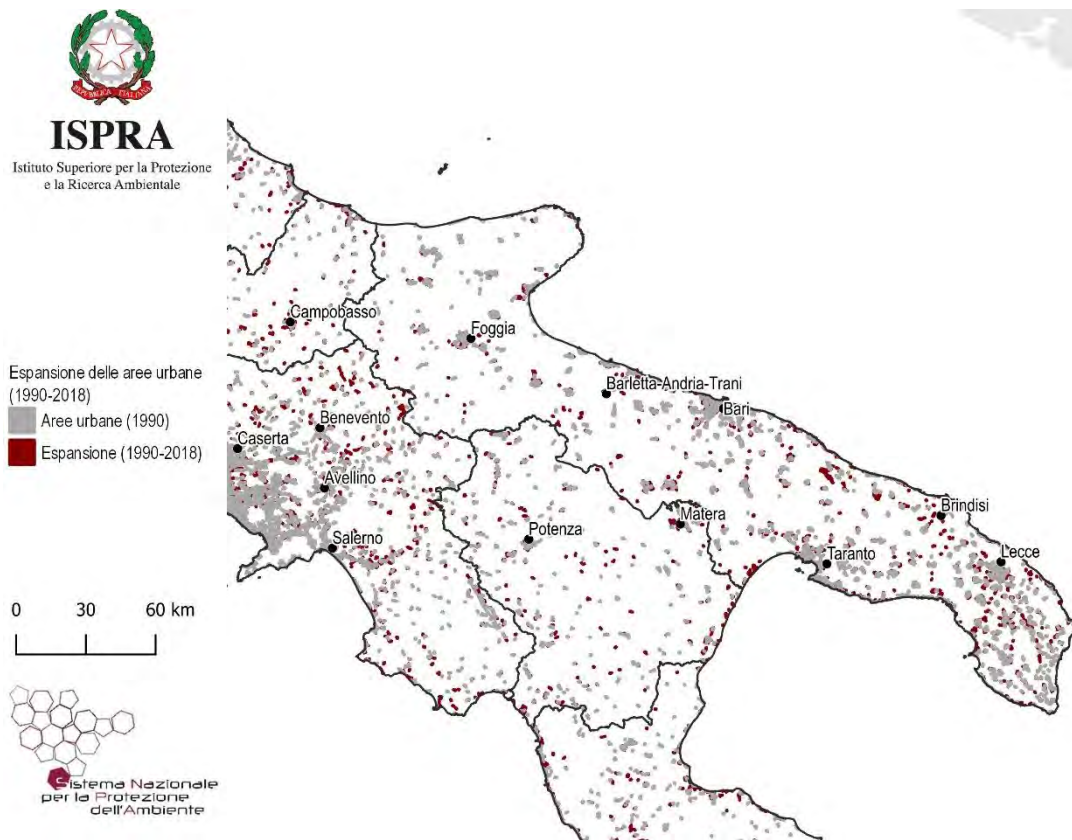 REPVBBLICA ITALIANA
ISPRA
Istituto Superiore per la Protezione
e la Ricerca Ambientale
Espansione delle aree urbane
(1990-2018)
Aree urbane (1990)
Espansione (1990-2018)
Campobasso
Foggia
Barletta-Andria-Trani
Bari
Benevento
Caserta
Avellino
Salerno
Potenza
Matera
Taranto
Brindisi
Lecce
0 30 60 km
Sistema Nazionale
per la Protezione
dell'Ambiente